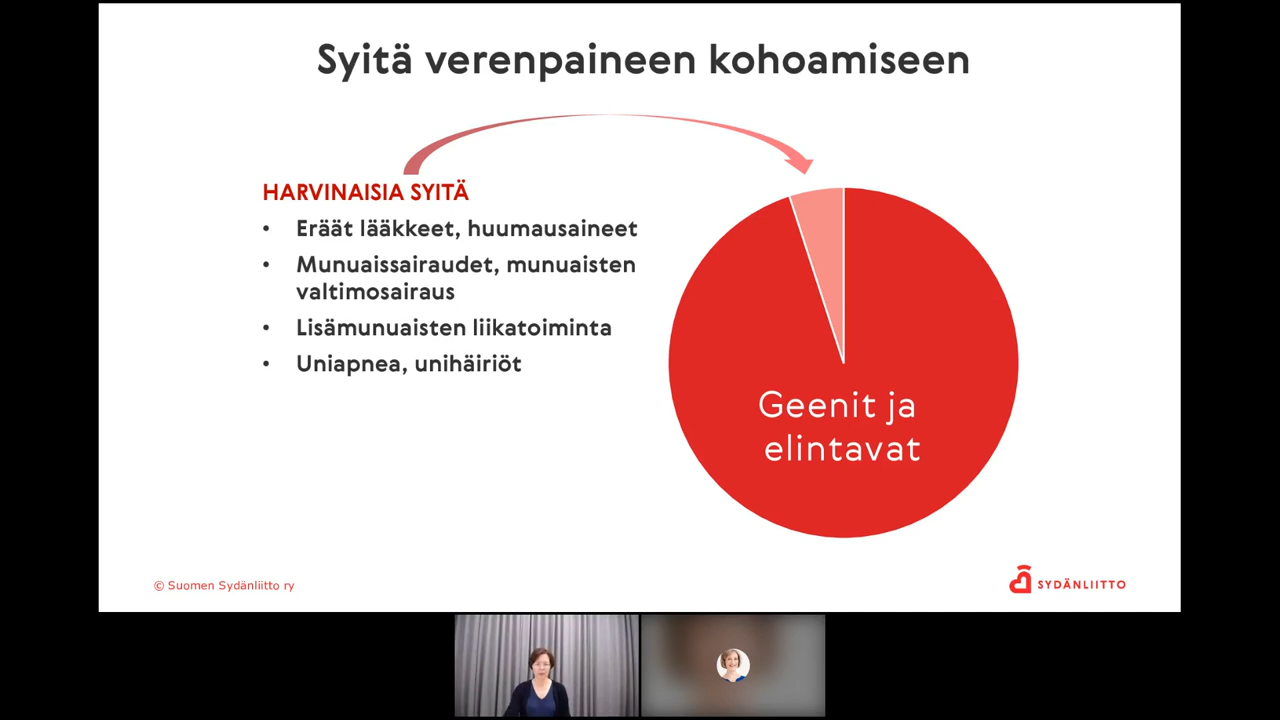 Syitä verenpaineen kohoamiseen
HARVINAISIA SYITÄ
• Eräät lääkkeet, huumausaineet
• Munuaissairaudet, munuaisten
valtimosairaus
• Lisämunuaisten liikatoiminta
• Uniapnea, unihäiriöt
Geenit ja
elintavat
© Suomen Sydänliitto ry
SYDÄNLIITTO